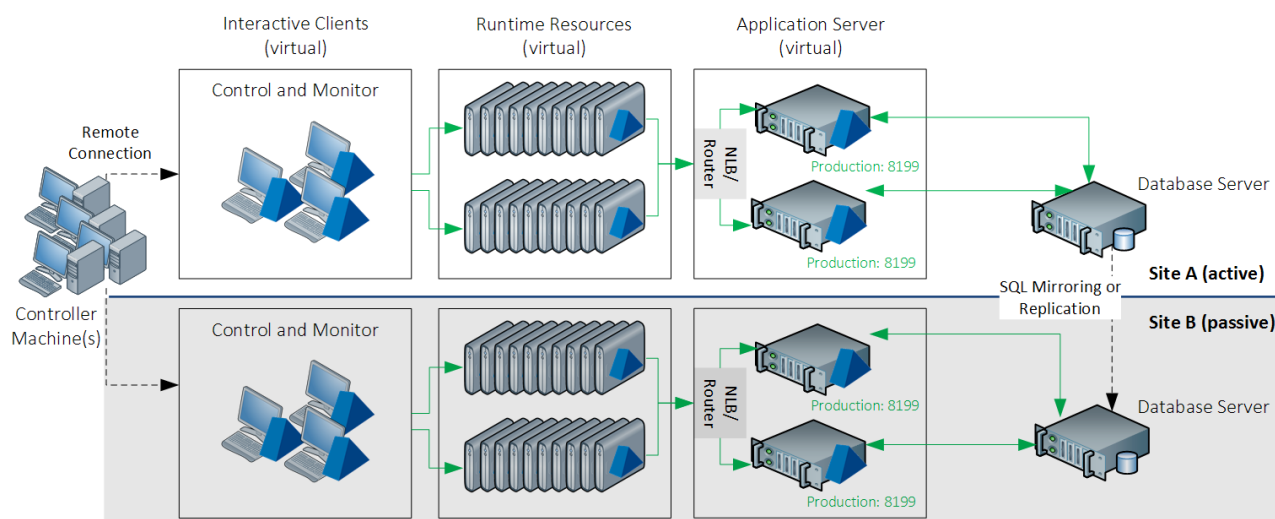 Interactive Clients
(virtual)
Runtime Resources
(virtual)
Application Server
(virtual)
Control and Monitor
Remote
Connection
NLB/
Router
Production: 8199
Production: 8199
Database Server
Controller
Machine(s)
Site A (active)
SQL Mirroring or
Replication
Site B (passive)
Control and Monitor
NLB/
Router
Production: 8199
Production: 8199
Database Server